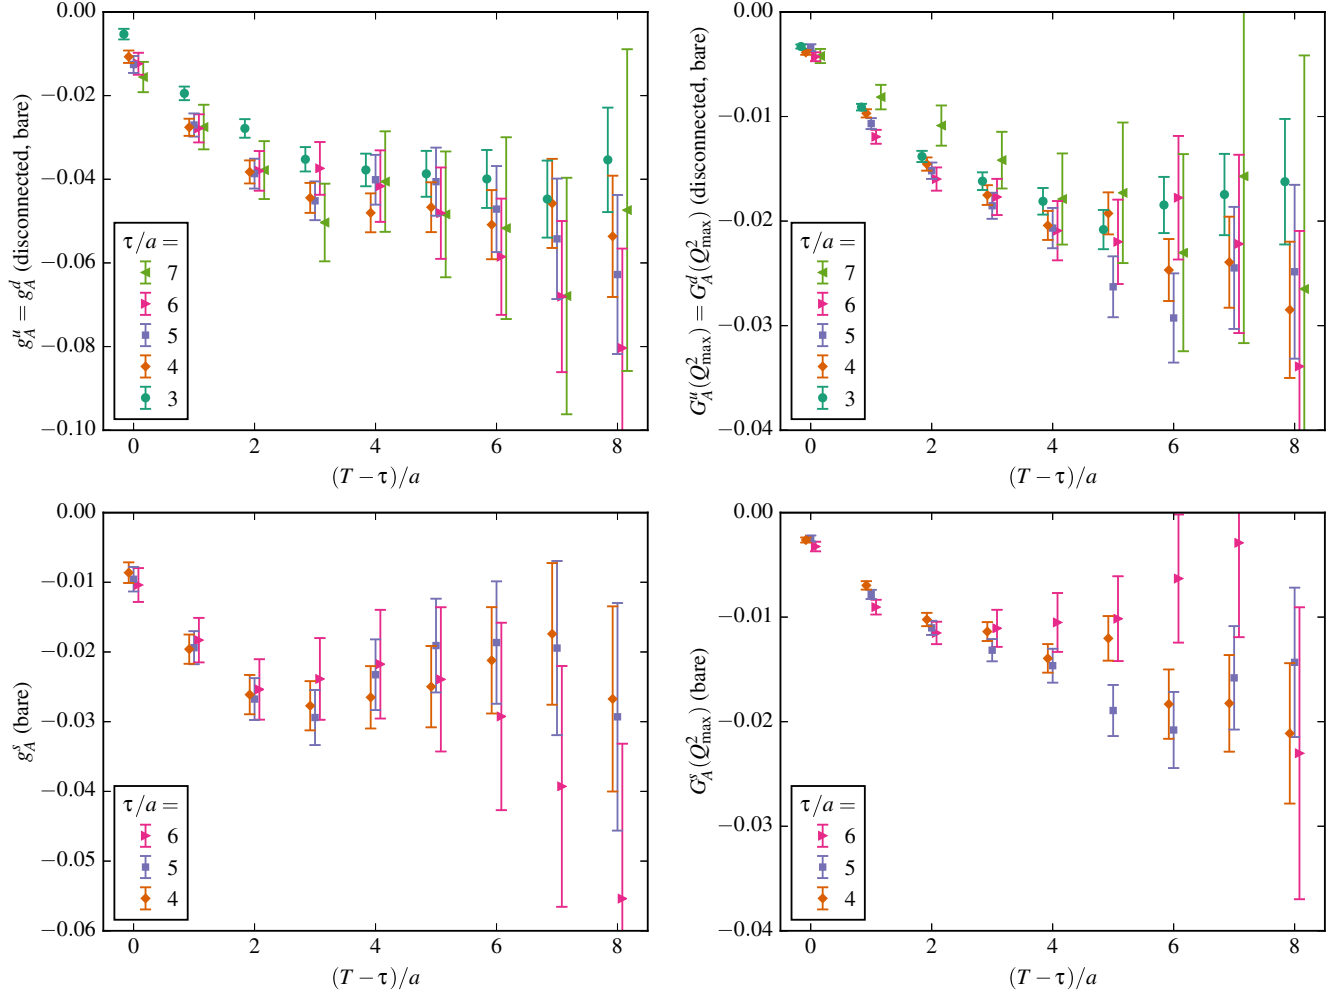 g_A^u = g_A^d (disconnected, bare)
0.00
−0.02
−0.04
−0.06
−0.08
−0.10
τ/a =
7
6
5
4
3
0 2 4 6 8
(T − τ)/a
G_A^u(Q²_max) = G_A^d(Q²_max) (disconnected, bare)
0.00
−0.01
−0.02
−0.03
−0.04
τ/a =
7
6
5
4
3
0 2 4 6 8
(T − τ)/a
g_A^s (bare)
0.00
−0.01
−0.02
−0.03
−0.04
−0.05
−0.06
τ/a =
6
5
4
0 2 4 6 8
(T − τ)/a
G_A^s(Q²_max) (bare)
0.00
−0.01
−0.02
−0.03
−0.04
τ/a =
6
5
4
0 2 4 6 8
(T − τ)/a